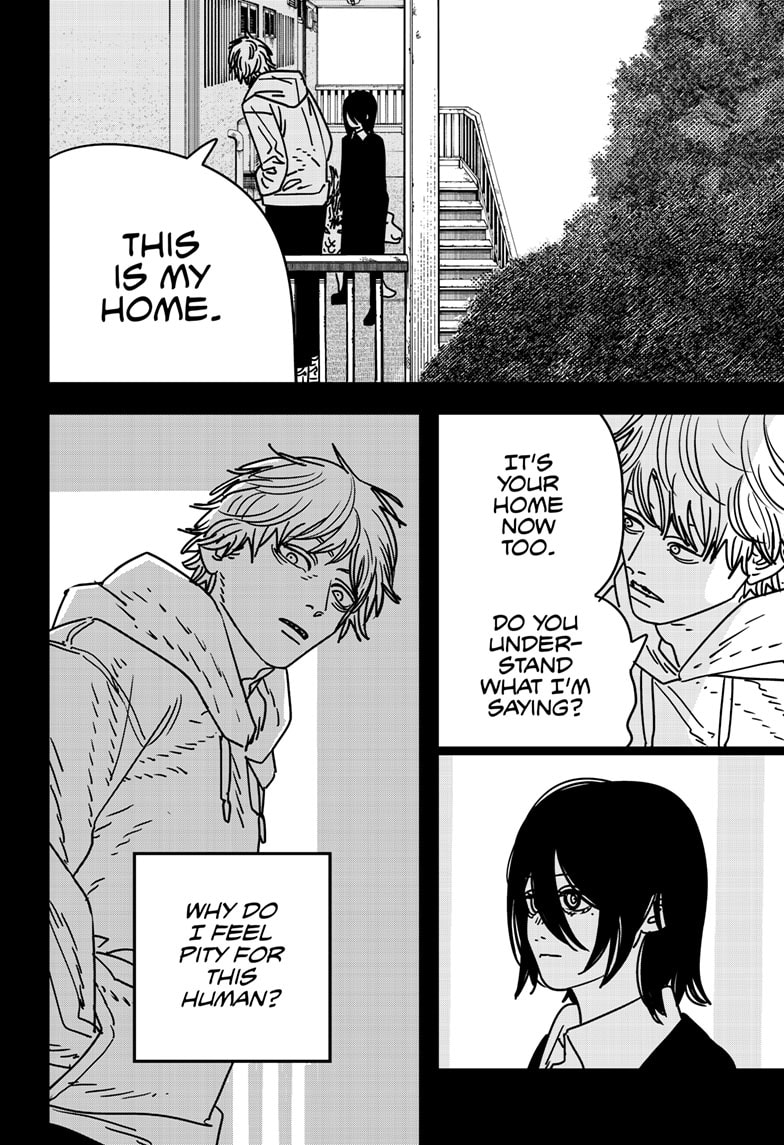 THIS
IS MY
HOME.
IT'S
YOUR
HOME
NOW
TOO.
DO YOU
UNDER-
STAND
WHAT I'M
SAYING?
WHY DO
I FEEL
PITY FOR
THIS
HUMAN?